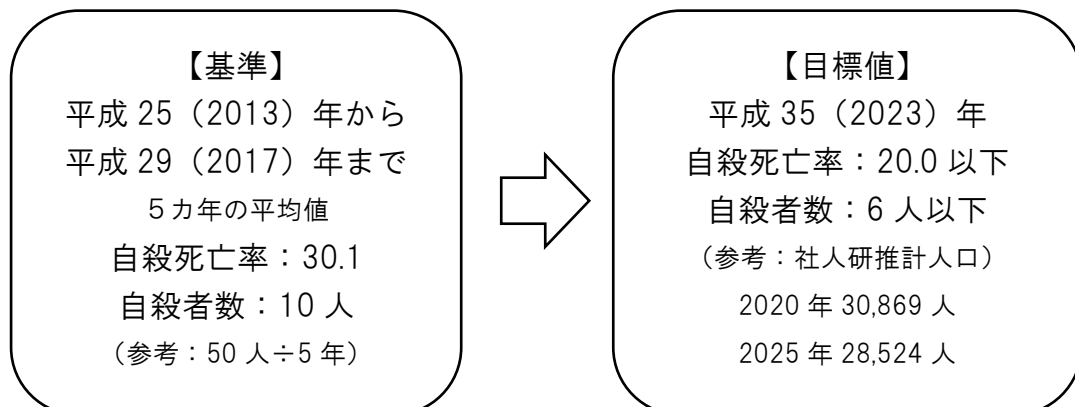 【基準】
平成 25（2013）年から
平成 29（2017）年まで
５カ年の平均値
自殺死亡率：30.1
自殺者数：10 人
（参考：50 人÷5 年）
【目標値】
平成 35（2023）年
自殺死亡率：20.0 以下
自殺者数：6 人以下
（参考：社人研推計人口）
2020 年 30,869 人
2025 年 28,524 人